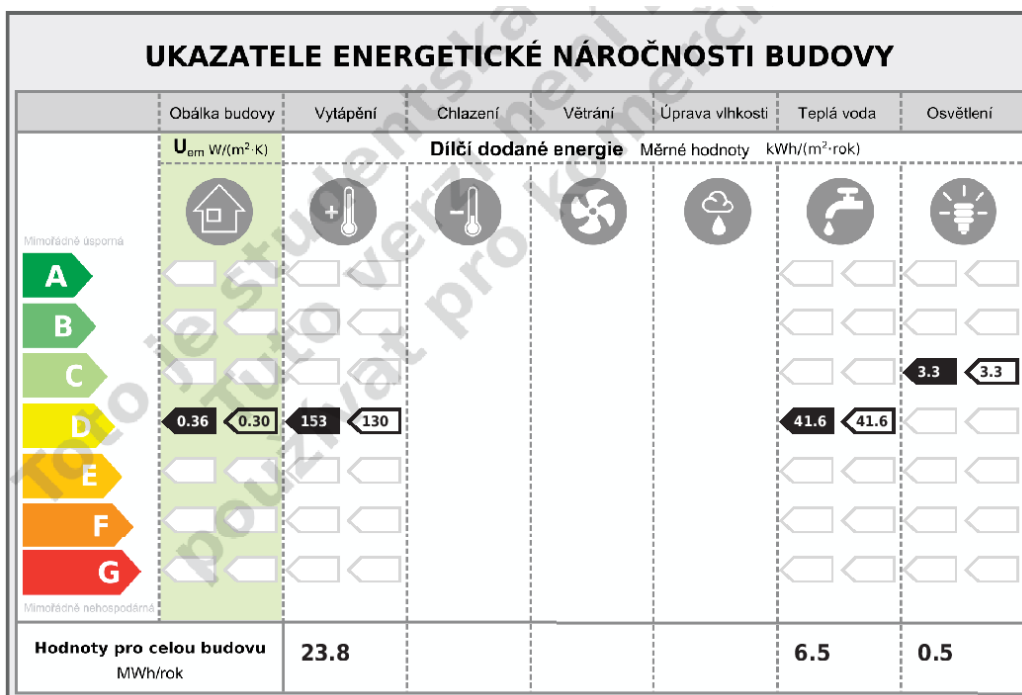 UKAZATELE ENERGETICKÉ NÁROČNOSTI BUDOVY
Obálka budovy Vytápění Chlazení Větrání Úprava vlhkosti Teplá voda Osvětlení
Uem W/(m²·K) Dílčí dodané energie Měrné hodnoty kWh/(m²·rok)
Mimořádně úsporná
A
B
C 3.3 3.3
D 0.36 0.30 153 130 41.6 41.6
E
F
G
Mimořádně nehospodárná
Hodnoty pro celou budovu
MWh/rok
23.8 6.5 0.5
Toto je studentská
Tuto verzi není
používat pro komerč